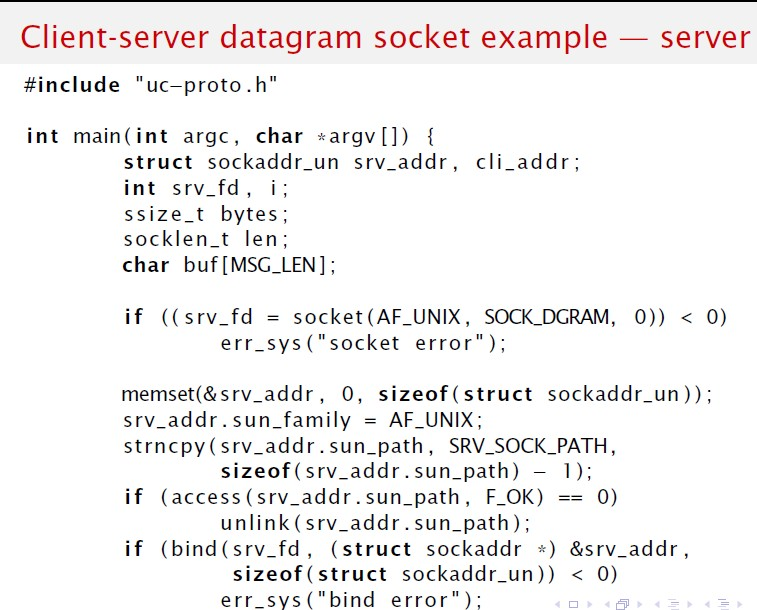 Client-server datagram socket example — server
#include "uc-proto.h"
int main(int argc, char *argv[]) {
struct sockaddr_un srv_addr, cli_addr;
int srv_fd, i;
ssize_t bytes;
socklen_t len;
char buf[MSG_LEN];
if ((srv_fd = socket(AF_UNIX, SOCK_DGRAM, 0)) < 0)
err_sys("socket error");
memset(&srv_addr, 0, sizeof(struct sockaddr_un));
srv_addr.sun_family = AF_UNIX;
strncpy(srv_addr.sun_path, SRV_SOCK_PATH,
sizeof(srv_addr.sun_path) - 1);
if (access(srv_addr.sun_path, F_OK) == 0)
unlink(srv_addr.sun_path);
if (bind(srv_fd, (struct sockaddr *) &srv_addr,
sizeof(struct sockaddr_un)) < 0)
err_sys("bind error");